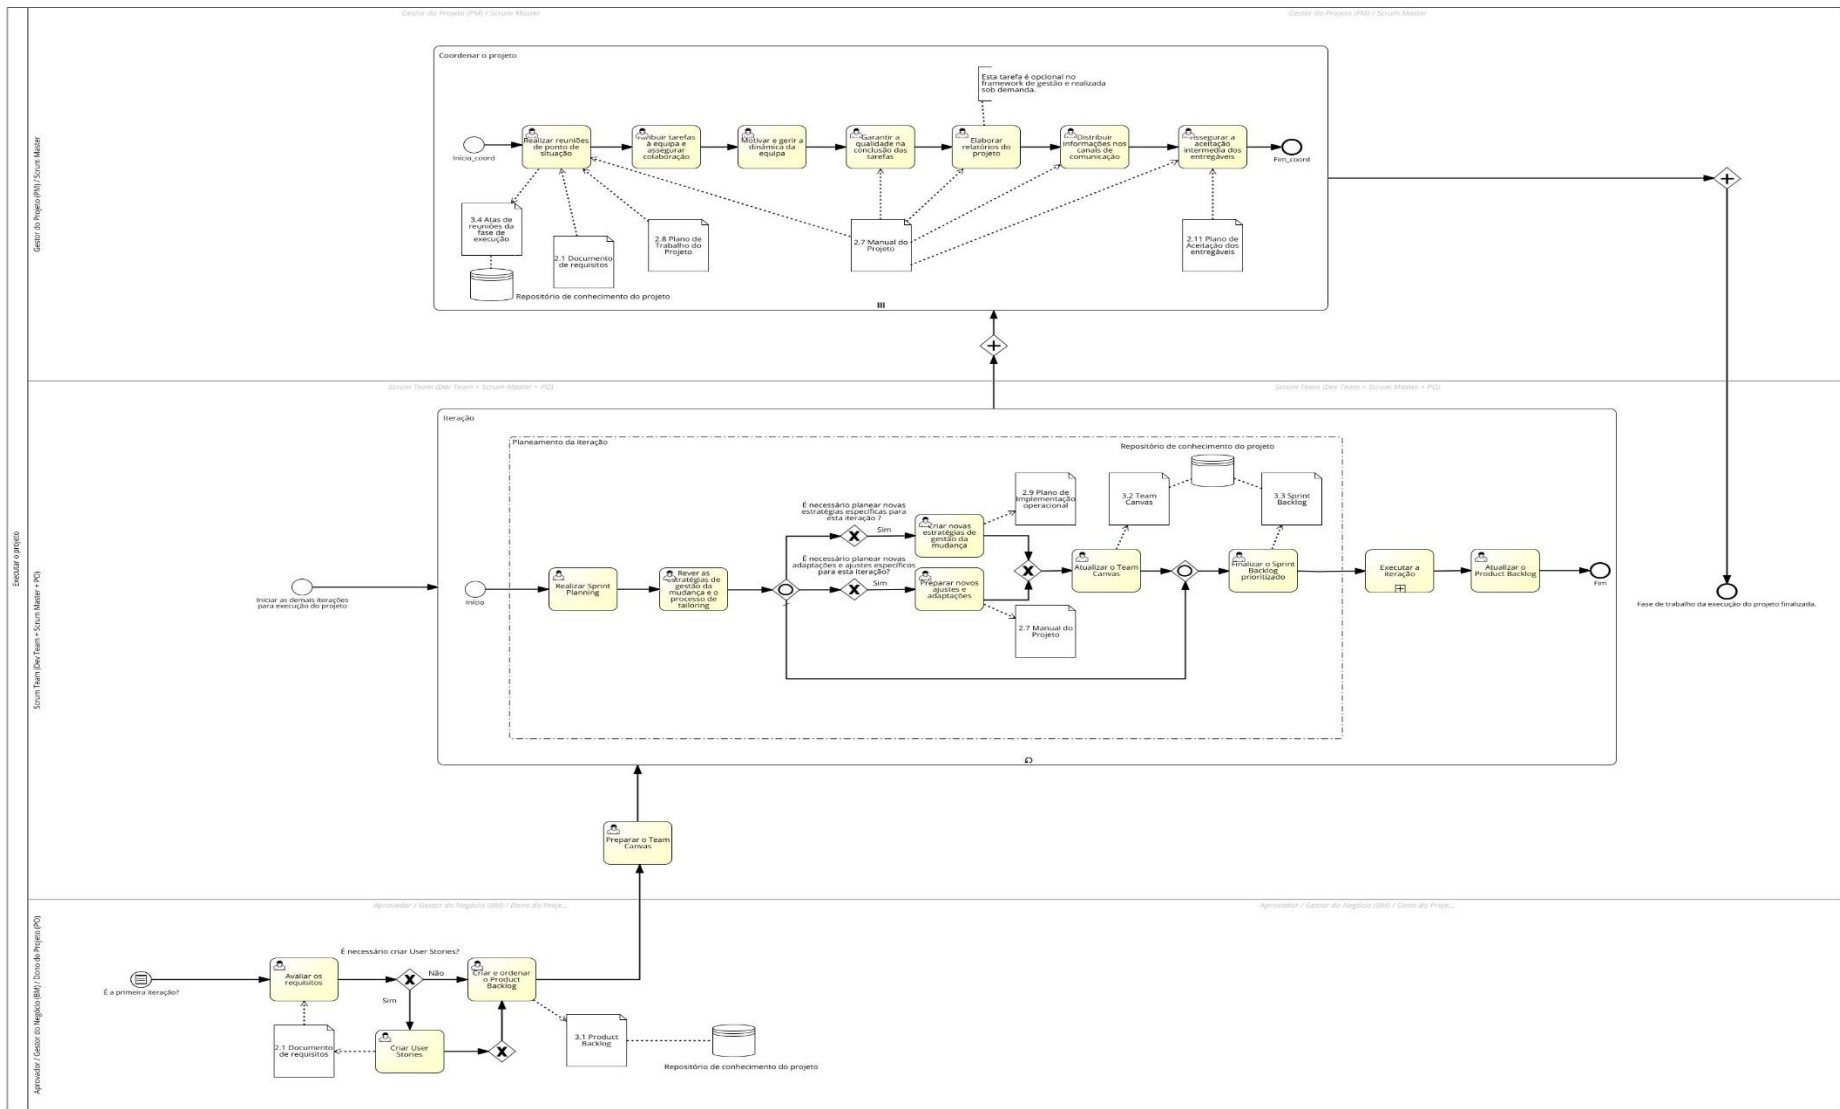 Gestor do Projeto (PM) / Scrum Master
Gestor do Projeto (PM) / Scrum Master
Executar o projeto
Gestor do Projeto (PM) / Scrum Master
Coordenar o projeto
Esta tarefa é opcional no
framework de gestão e realizada
sob demanda.
Início_coord
Realizar reuniões
de ponto de
situação
tarefas
à equipa e
assegurar
colaboração
Motivar e gerir a
dinâmica da
equipa
Garantir a
qualidade na
conclusão das
tarefas
Elaborar
relatórios do
projeto
Distribuir
informações nos
canais de
comunicação
Assegurar a
aceitação
intermedia dos
entregáveis
Fim_coord
3.4 Atas de
reuniões da
fase de
execução
2.1 Documento
de requisitos
2.8 Plano de
Trabalho do
Projeto
2.7 Manual do
Projeto
2.11 Plano de
Aceitação dos
entregáveis
Repositório de conhecimento do projeto
Scrum Team (Dev Team + Scrum Master + PO)
Scrum Team (Dev Team + Scrum Master + PO)
Scrum Team (Dev Team + Scrum Master + PO)
Iteração
Planeamento da iteração
Repositório de conhecimento do projeto
Iniciar as demais iterações
para execução do projeto
Início
Realizar Sprint
Planning
Rever as
estratégias de
gestão da
mudança e o
processo de
tailoring
É necessário planear novas
estratégias específicas para
esta iteração ?
Sim
Criar novas
estratégias de
gestão da
mudança
2.9 Plano de
Implementação
operacional
É necessário planear novas
adaptações e ajustes específicos
para esta iteração?
Sim
Preparar novos
ajustes e
adaptações
2.7 Manual do
Projeto
Atualizar o Team
Canvas
3.2 Team
Canvas
3.3 Sprint
Backlog
Finalizar o Sprint
Backlog
prioritizado
Executar a
iteração
Atualizar o
Product Backlog
Fim
Fase de trabalho da execução do projeto finalizada.
Preparar o Team
Canvas
Aprovador / Gestor do Negócio (BM) / Dono do Proje...
Aprovador / Gestor do Negócio (BM) / Dono do Proje...
Aprovador / Gestor do Negócio (BM) / Dono do Projeto (PO)
É a primeira iteração?
Avaliar os
requisitos
É necessário criar User Stories?
Não
Sim
Criar e ordenar
o Product
Backlog
2.1 Documento
de requisitos
Criar User
Stories
3.1 Product
Backlog
Repositório de conhecimento do projeto